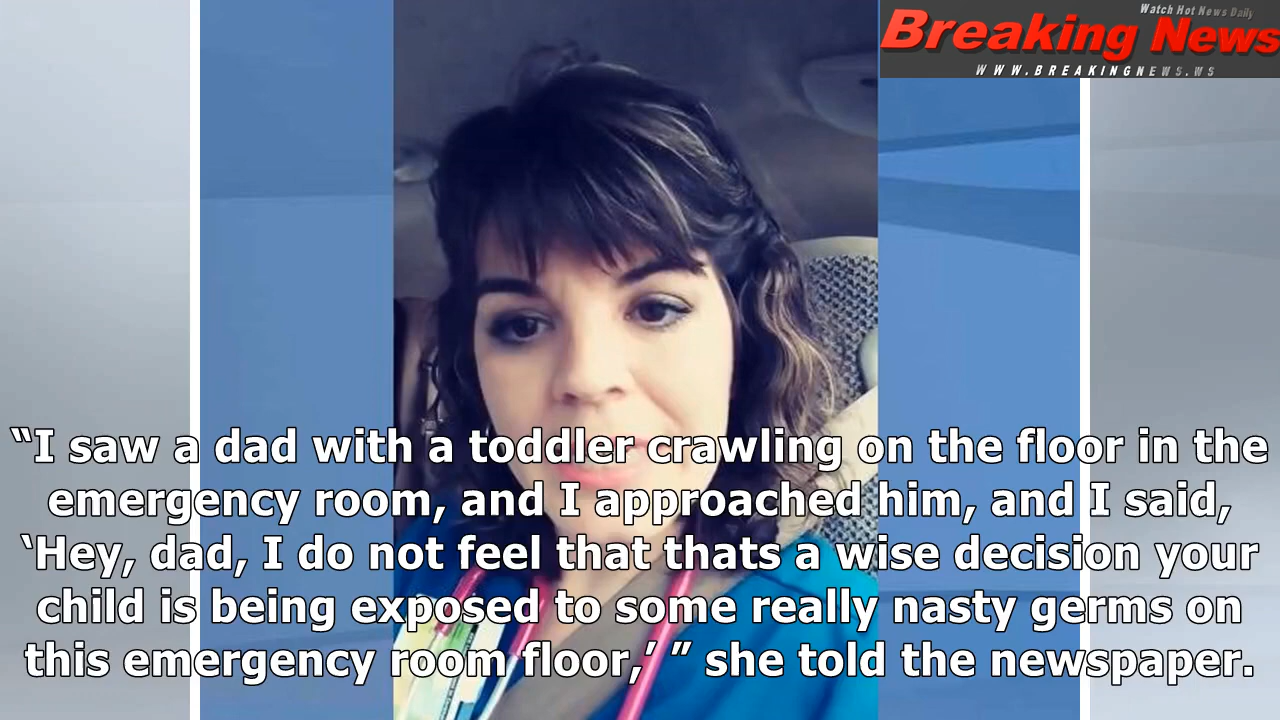 Watch Hot News Daily
Breaking News
WWW.BREAKINGNEWS.WS
“I saw a dad with a toddler crawling on the floor in the
emergency room, and I approached him, and I said,
‘Hey, dad, I do not feel that thats a wise decision your
child is being exposed to some really nasty germs on
this emergency room floor,’ ” she told the newspaper.